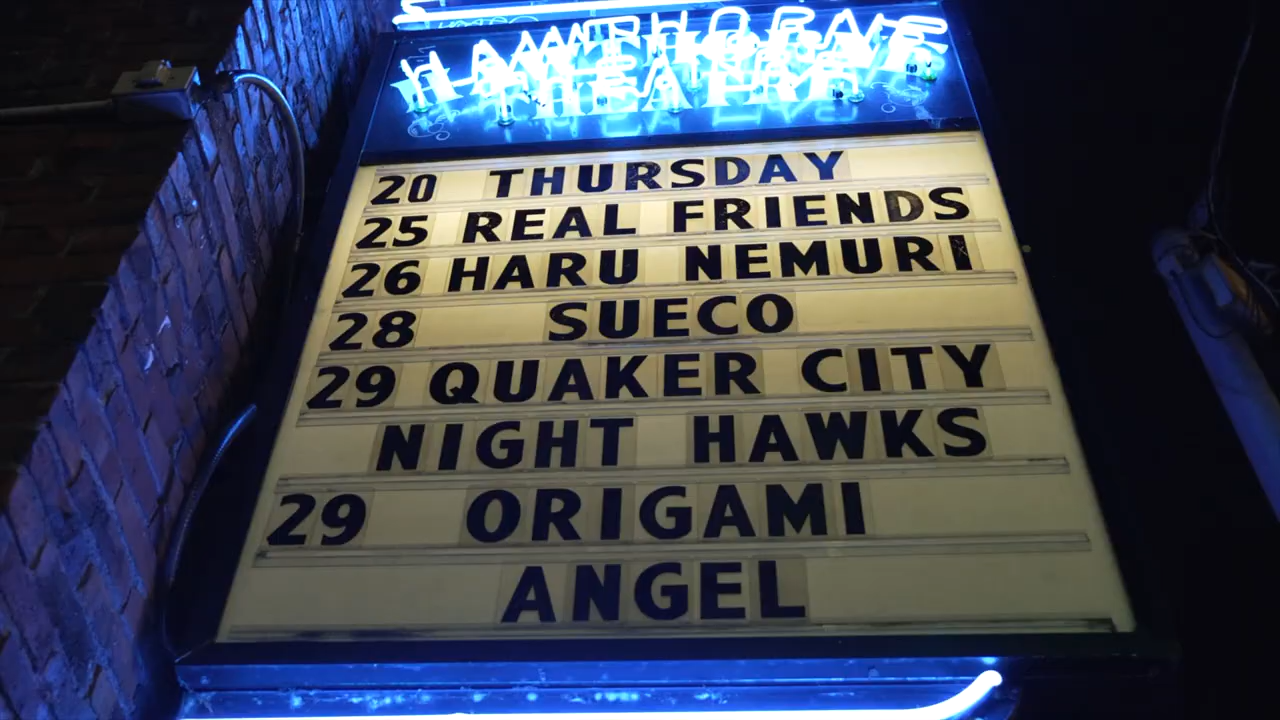 HAWTHORNE
THEATRE
20 THURSDAY
25 REAL FRIENDS
26 HARU NEMURI
28 SUECO
29 QUAKER CITY
NIGHT HAWKS
29 ORIGAMI
ANGEL